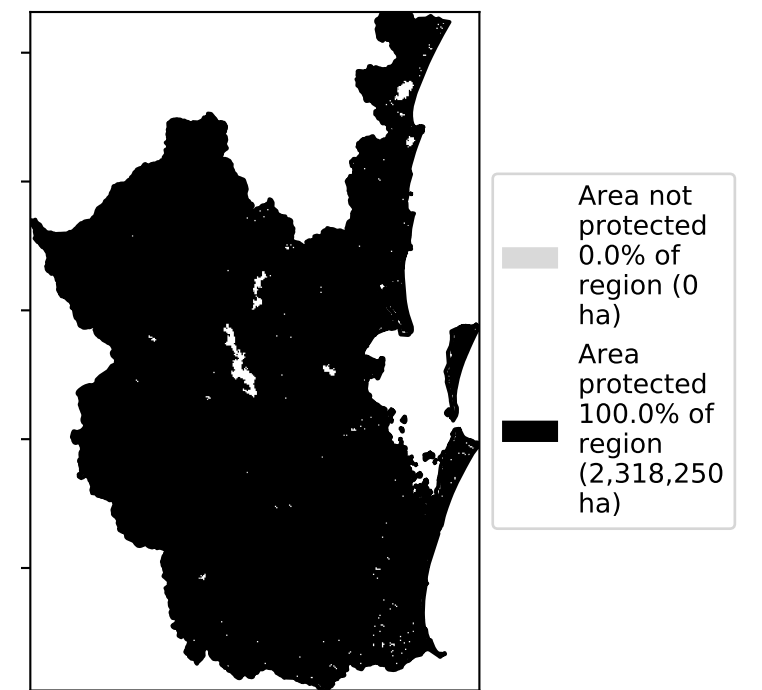 Area not
protected
0.0% of
region (0
ha)
Area
protected
100.0% of
region
(2,318,250
ha)